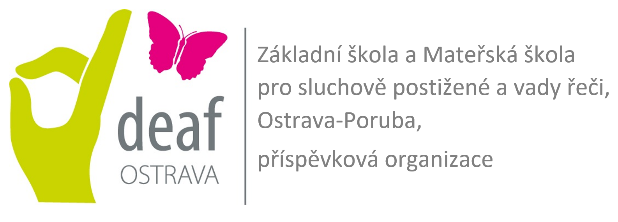 deaf
OSTRAVA
Základní škola a Mateřská škola
pro sluchově postižené a vady řeči,
Ostrava-Poruba,
příspěvková organizace